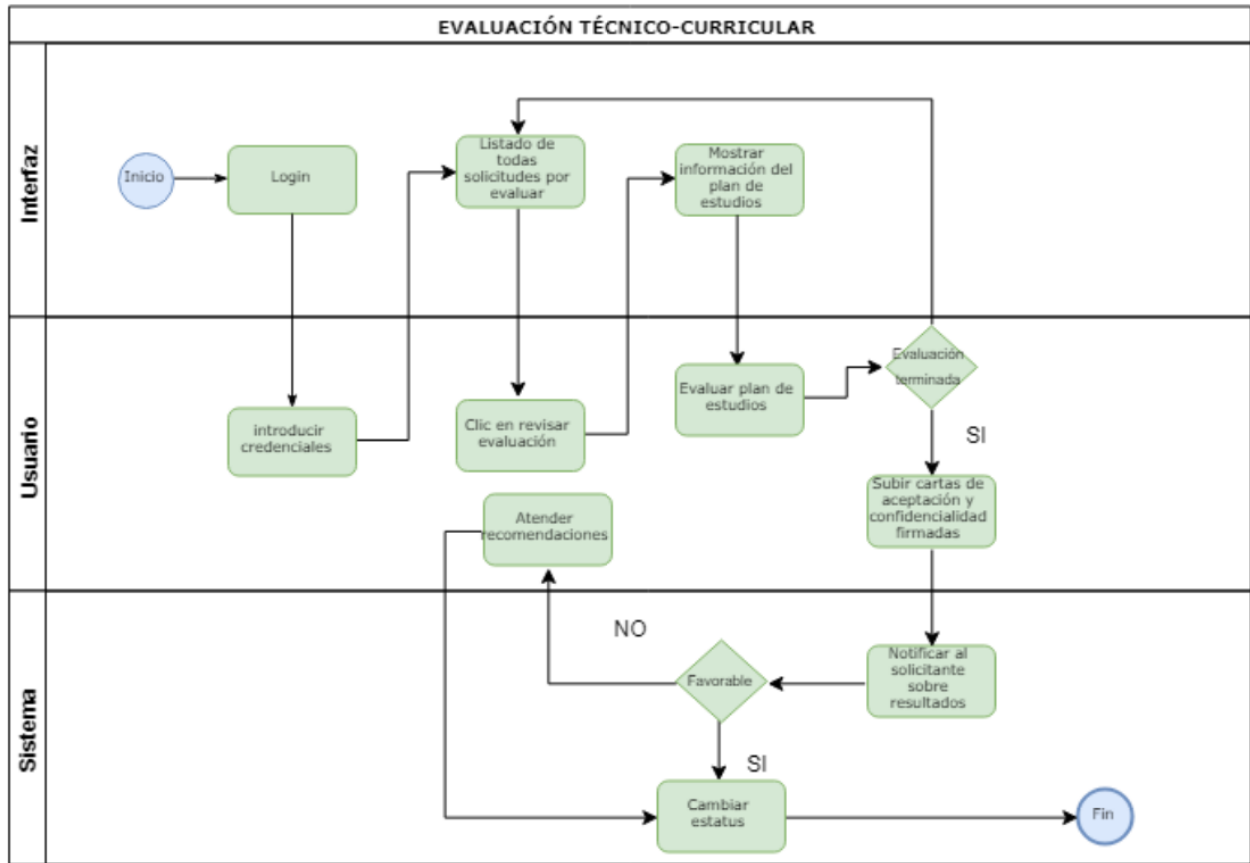 EVALUACIÓN TÉCNICO-CURRICULAR
Interfaz
Inicio
Login
Listado de
todas
solicitudes por
evaluar
Mostrar
información del
plan de
estudios
Usuario
introducir
credenciales
Clic en revisar
evaluación
Evaluar plan de
estudios
Evaluación
terminada
SI
Subir cartas de
aceptación y
confidencialidad
firmadas
Atender
recomendaciones
Sistema
NO
Favorable
Notificar al
solicitante
sobre
resultados
SI
Cambiar
estatus
Fin